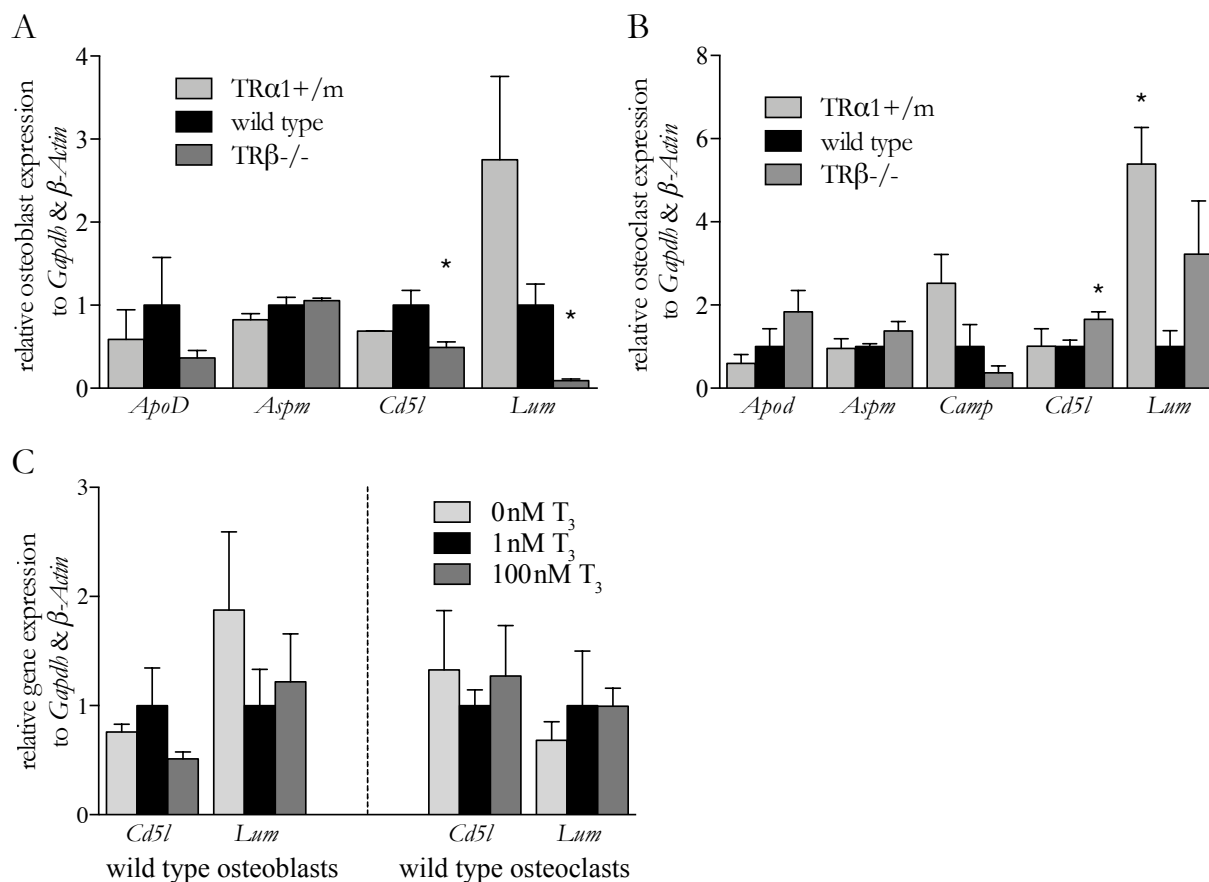 A
relative osteoblast expression
to Gapdh & β-Actin
4
3
2
1
0
TRα1+/m
wild type
TRβ-/-
*
*
ApoD Aspm Cd5l Lum
B
relative osteoclast expression
to Gapdh & β-Actin
8
6
4
2
0
TRα1+/m
wild type
TRβ-/-
*
*
Apod Aspm Camp Cd5l Lum
C
relative gene expression
to Gapdh & β-Actin
3
2
1
0
0nM T3
1nM T3
100nM T3
Cd5l Lum Cd5l Lum
wild type osteoblasts wild type osteoclasts